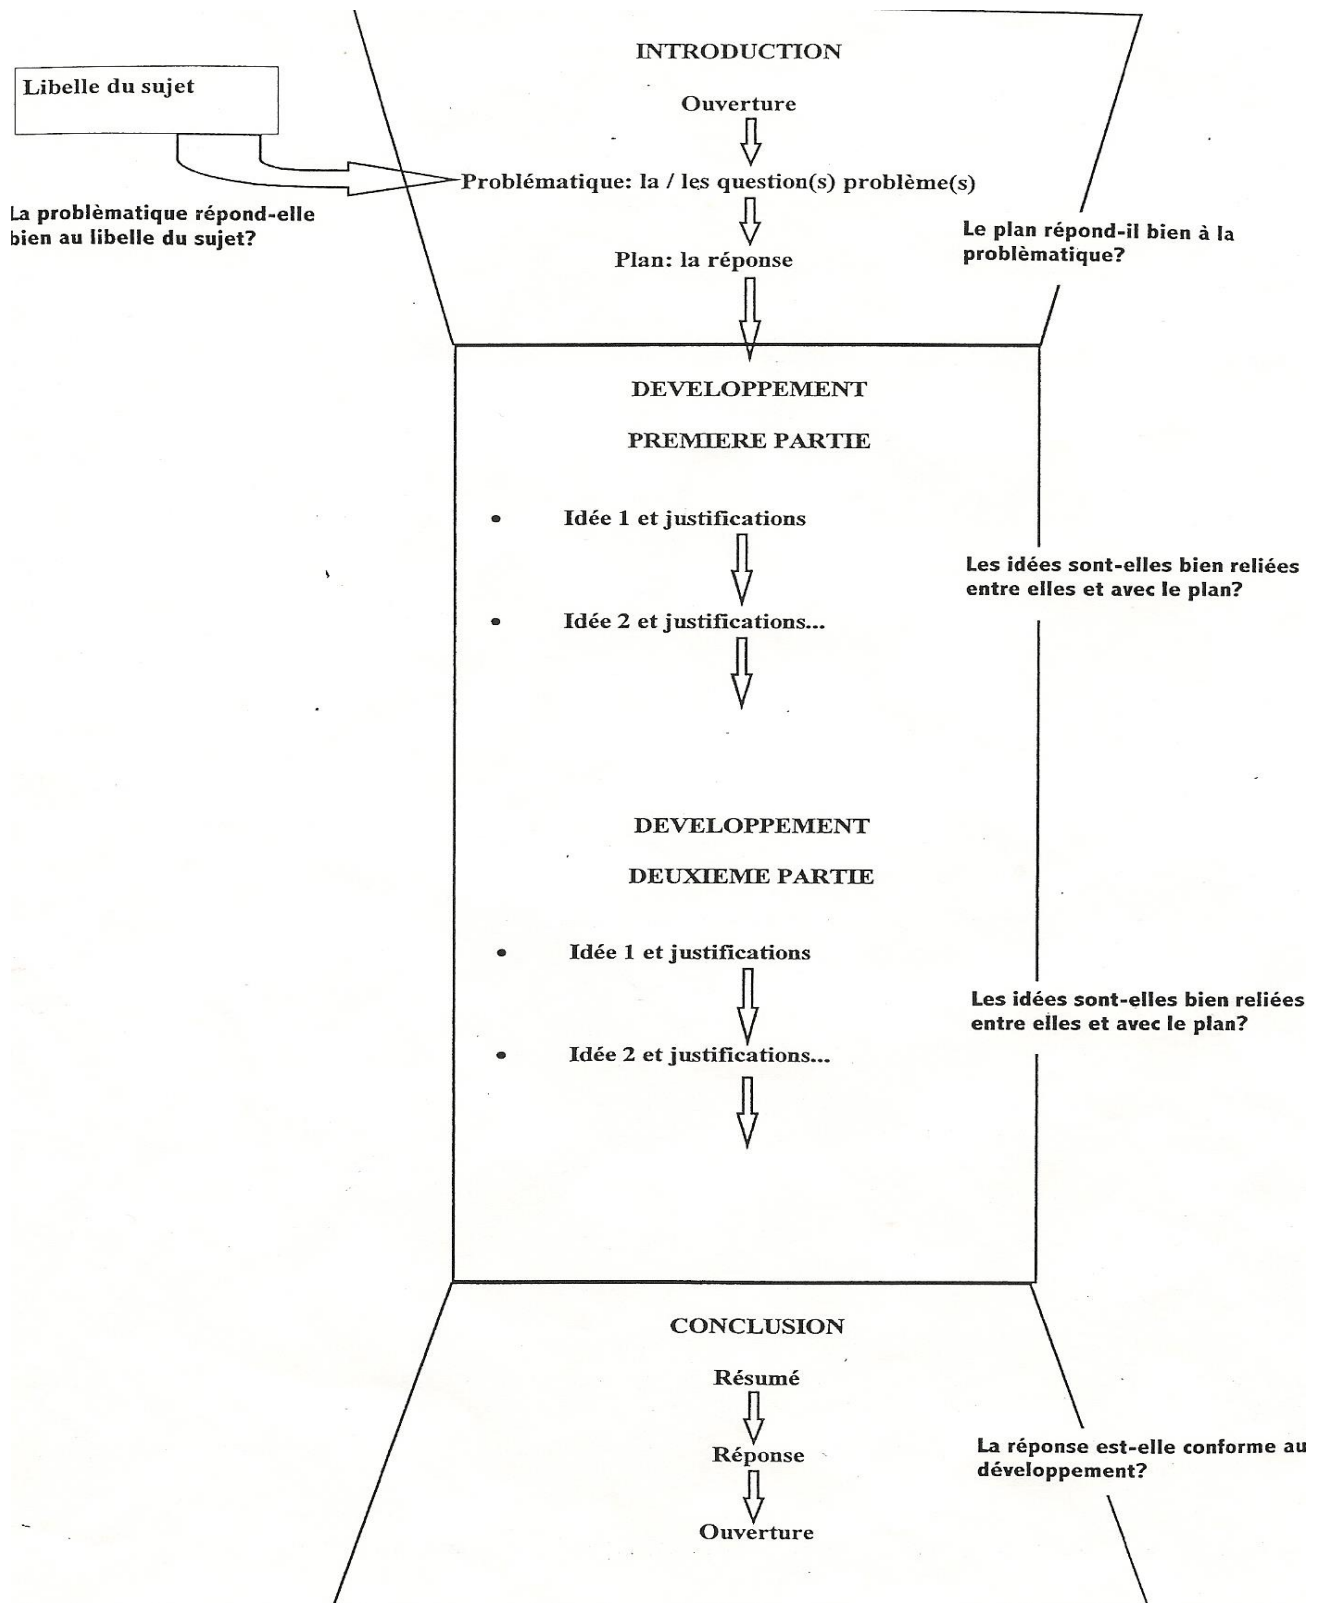 INTRODUCTION
Libelle du sujet
Ouverture
Problématique: la / les question(s) problème(s)
La problèmatique répond-elle
bien au libelle du sujet?
Le plan répond-il bien à la
problèmatique?
Plan: la réponse
DEVELOPPEMENT
PREMIERE PARTIE
• Idée 1 et justifications
Les idées sont-elles bien reliées
entre elles et avec le plan?
• Idée 2 et justifications...
DEVELOPPEMENT
DEUXIEME PARTIE
• Idée 1 et justifications
Les idées sont-elles bien reliées
entre elles et avec le plan?
• Idée 2 et justifications...
CONCLUSION
Résumé
Réponse
La réponse est-elle conforme au
développement?
Ouverture